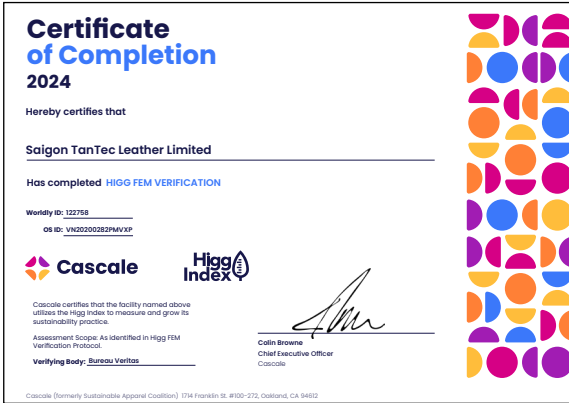 Certificate
of Completion
2024
Hereby certifies that
Saigon TanTec Leather Limited
Has completed HIGG FEM VERIFICATION
Worldly ID: 122758
OS ID: VN20200282PMVXP
Cascale
Higg
Index
Cascale certifies that the facility named above
utilizes the Higg Index to measure and grow its
sustainability practice.
Assessment Scope: As identified in Higg FEM
Verification Protocol.
Verifying Body: Bureau Veritas
Colin Browne
Chief Executive Officer
Cascale
Cascale (formerly Sustainable Apparel Coalition) 1714 Franklin St. #100-272, Oakland, CA 94612